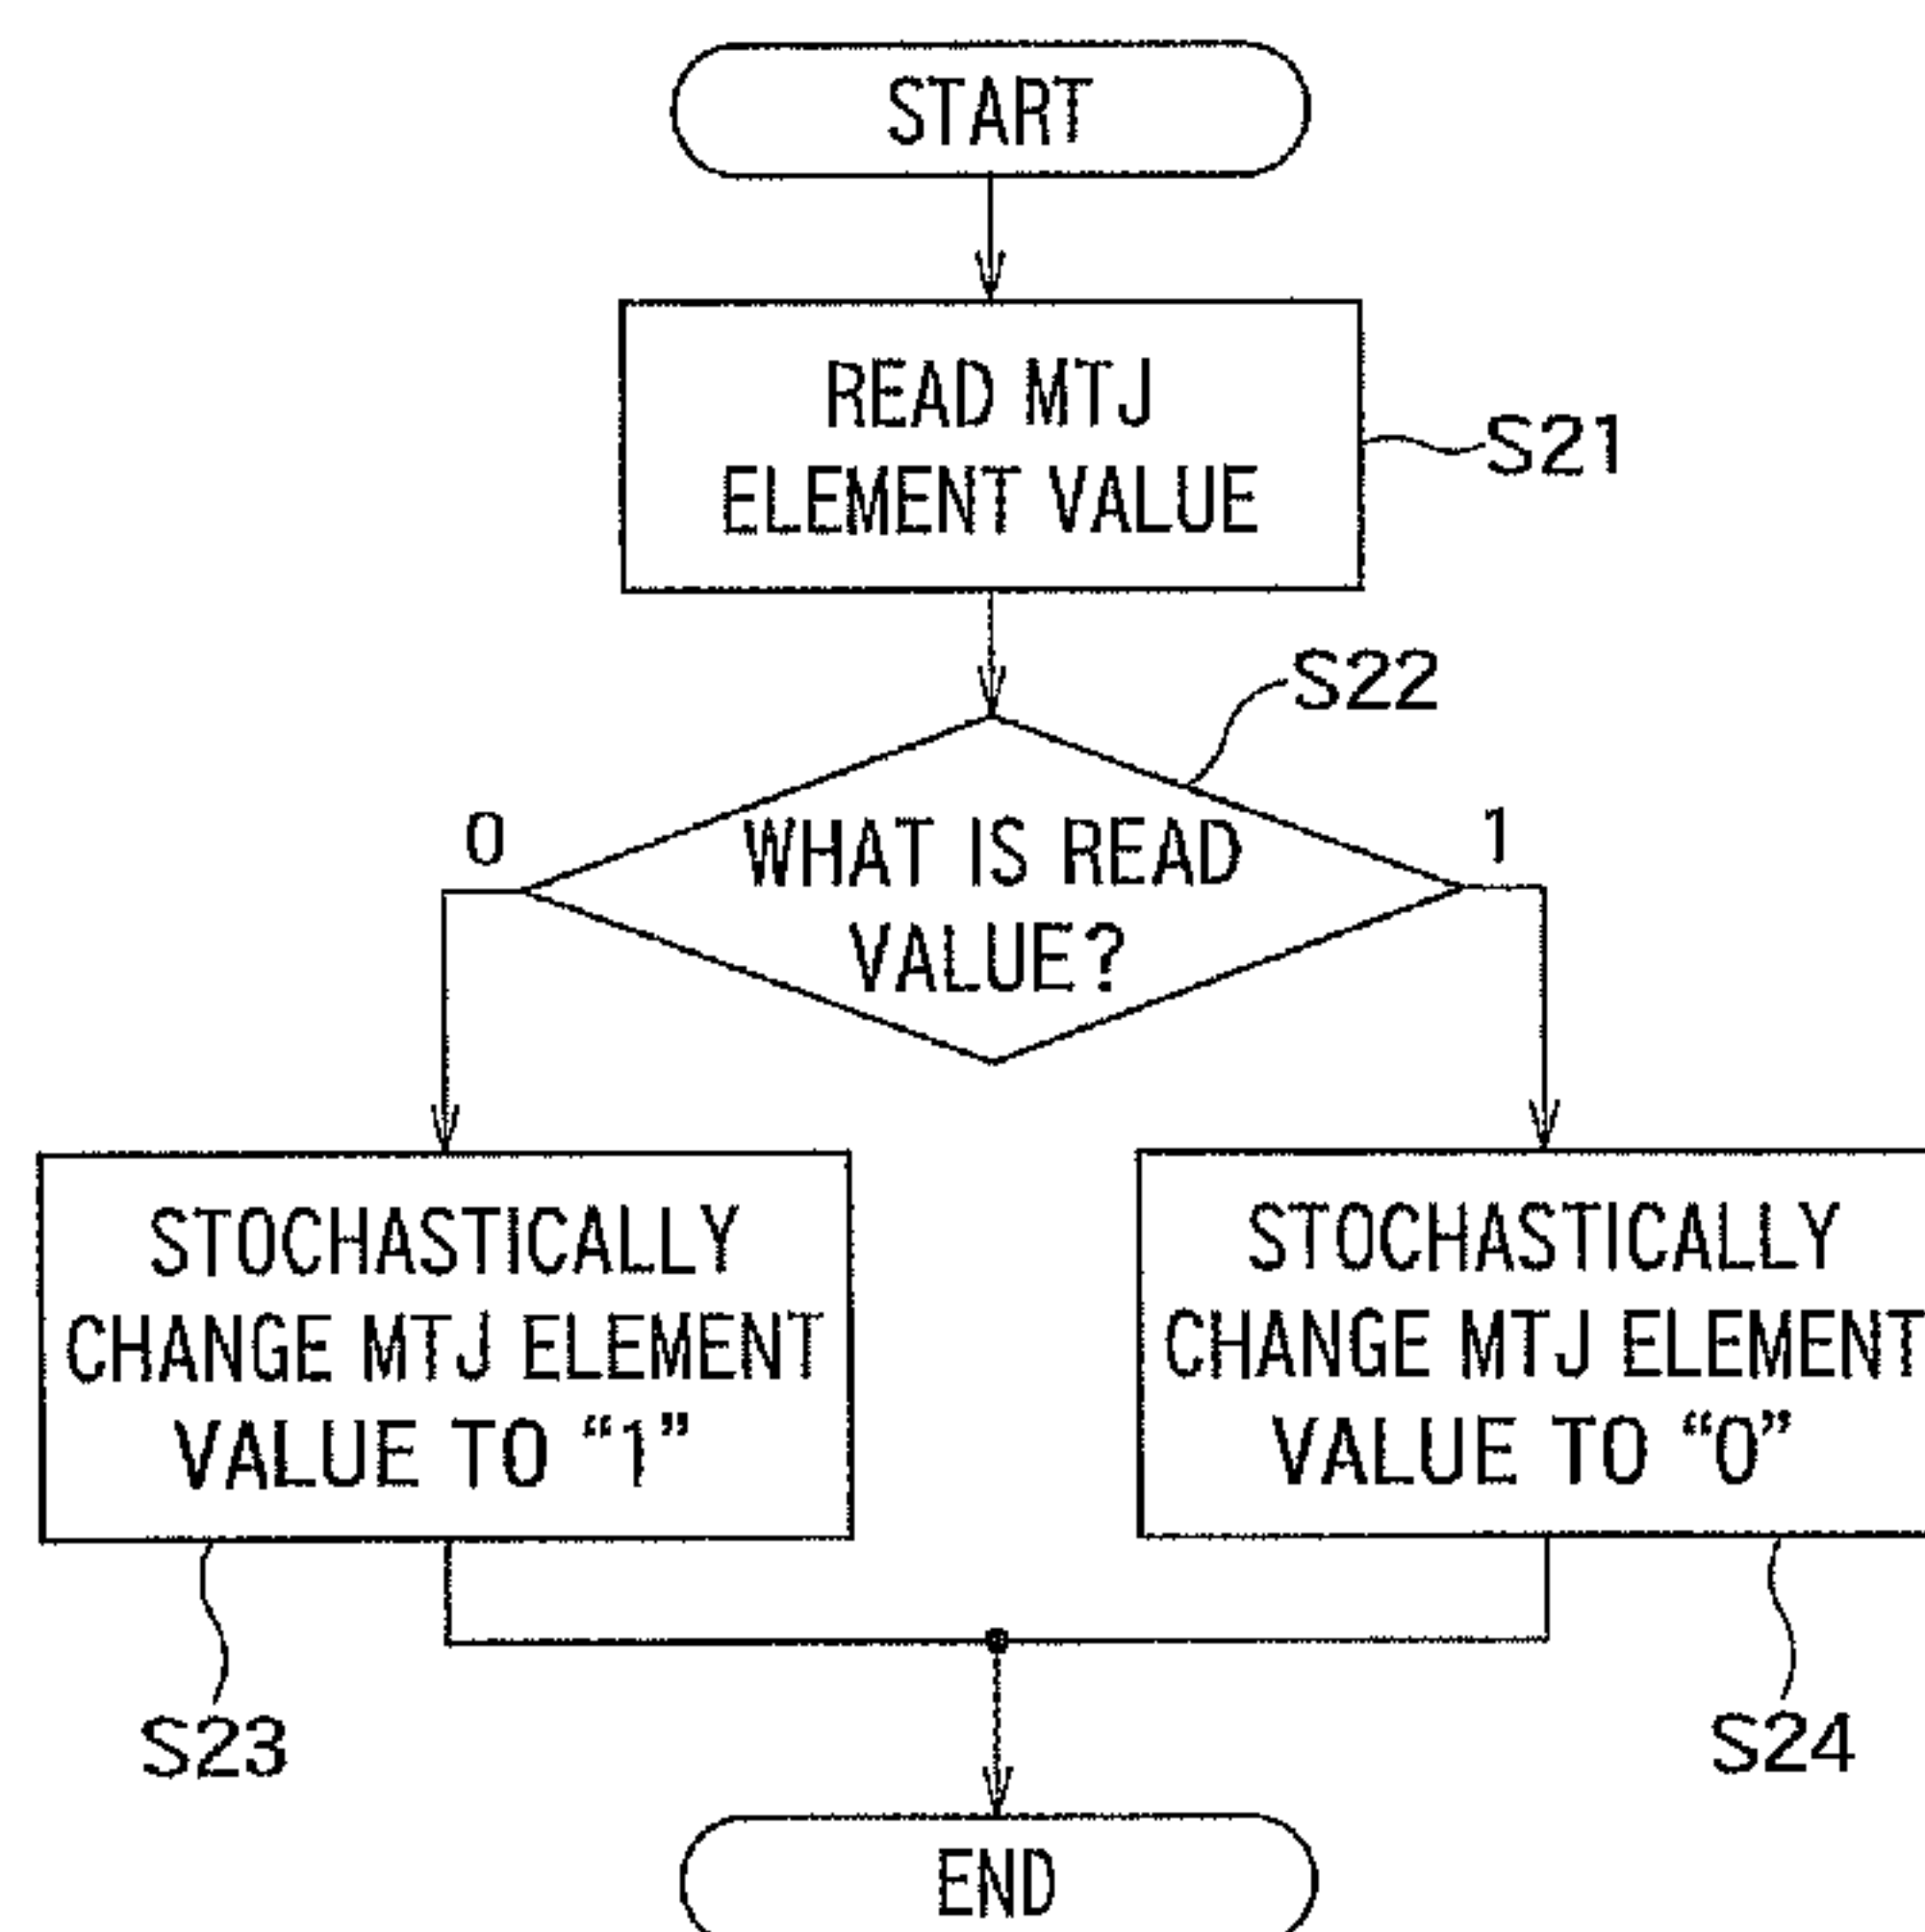 START
READ MTJ
ELEMENT VALUE
S21
S22
0
1
WHAT IS READ
VALUE?
STOCHASTICALLY
CHANGE MTJ ELEMENT
VALUE TO “1”
STOCHASTICALLY
CHANGE MTJ ELEMENT
VALUE TO “0”
S23
S24
END